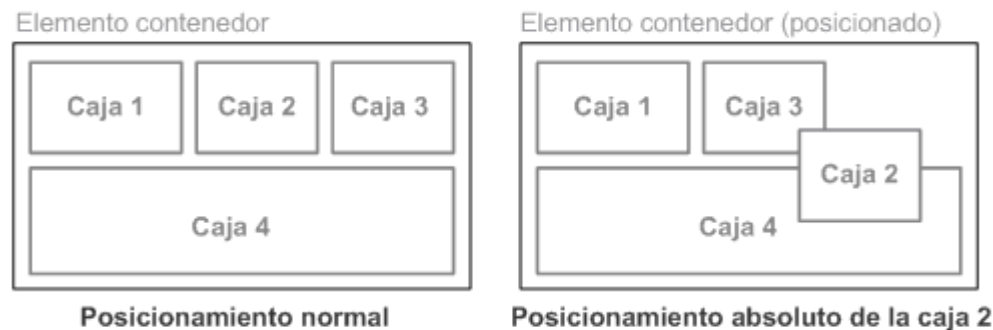 Elemento contenedor
Caja 1
Caja 2
Caja 3
Caja 4
Posicionamiento normal
Elemento contenedor (posicionado)
Caja 1
Caja 3
Caja 2
Caja 4
Posicionamiento absoluto de la caja 2